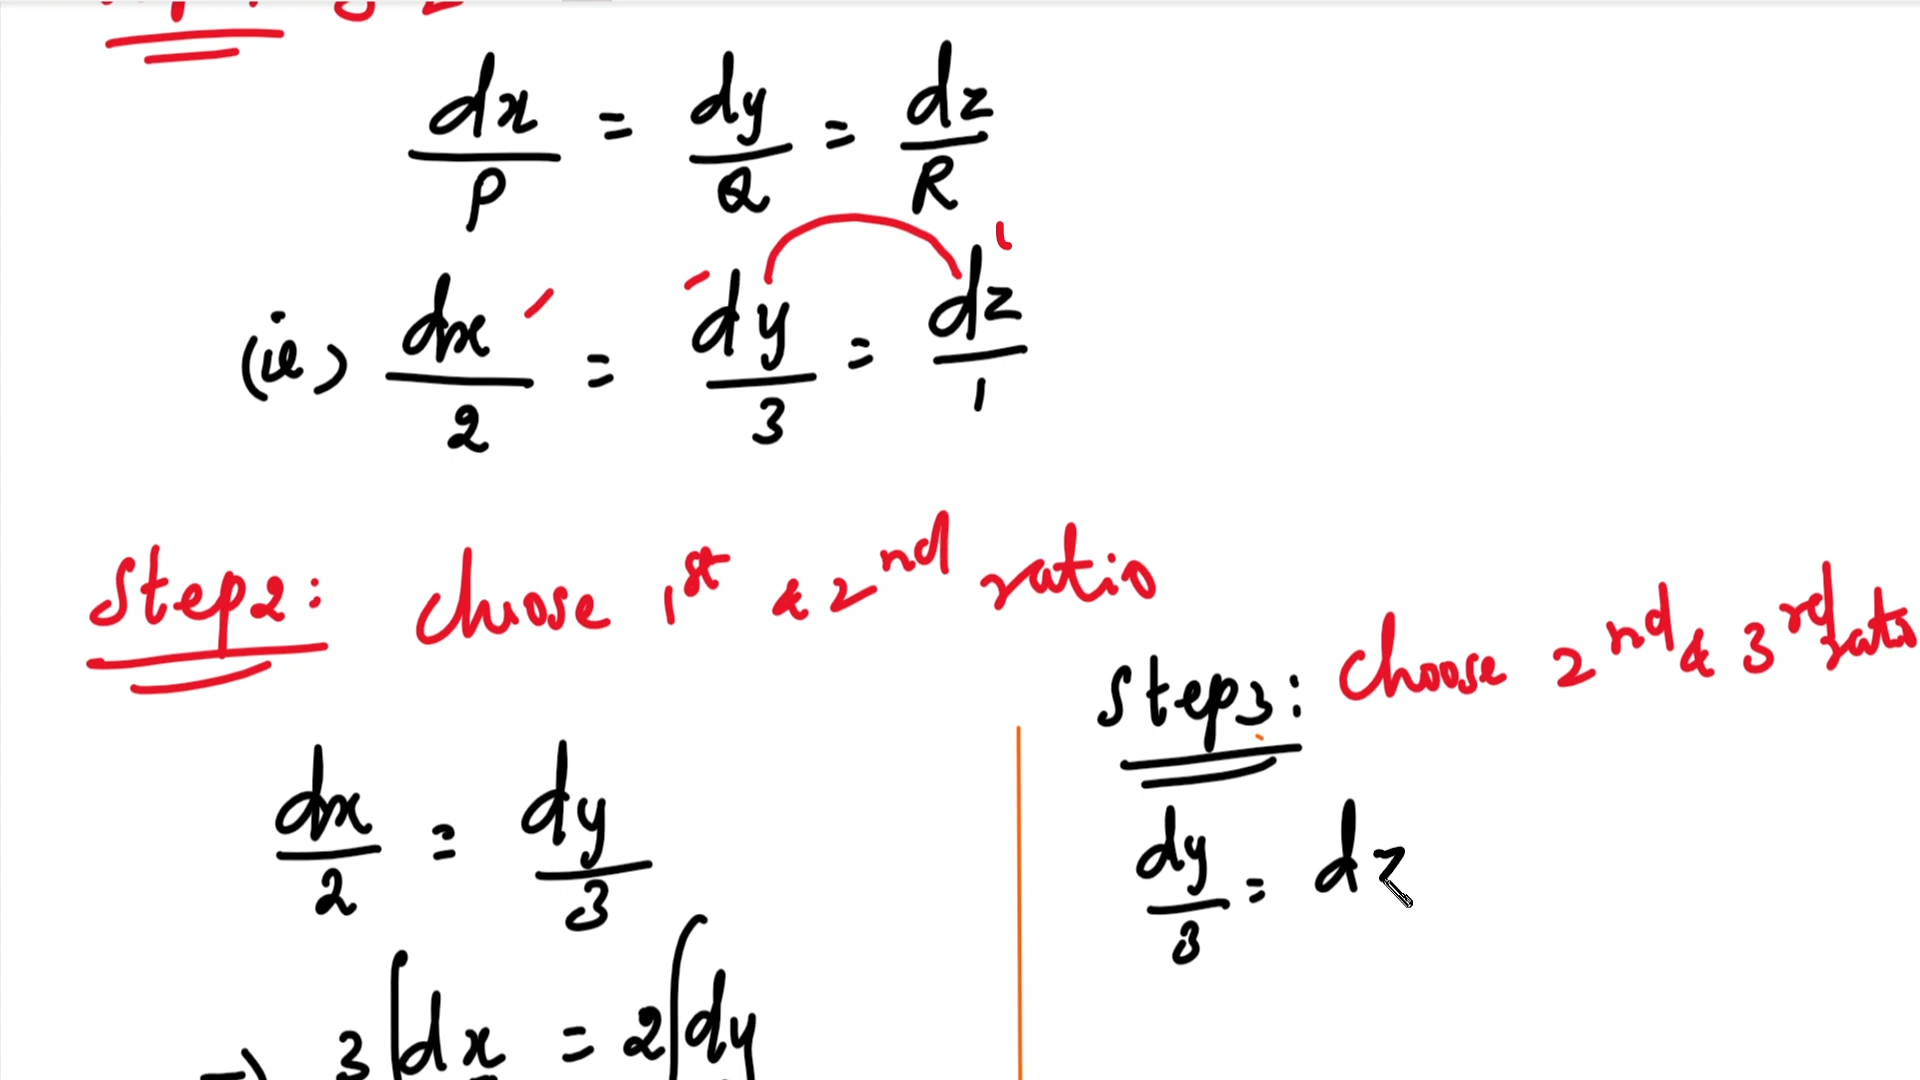 dx/P = dy/Q = dz/R
(ie) dx/2 = dy/3 = dz/1
Step2: Choose 1st & 2nd ratio
dx/2 = dy/3
⇒ 3∫dx = 2∫dy
Step3: Choose 2nd & 3rd ratio
dy/3 = dz